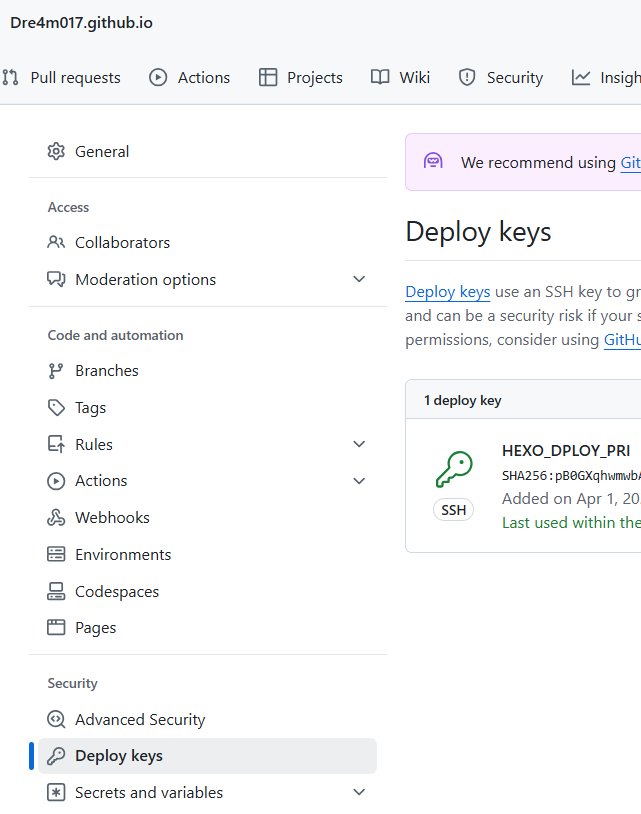 Dre4m017.github.io
Pull requests
Actions
Projects
Wiki
Security
Insigh
General
Access
Collaborators
Moderation options
Code and automation
Branches
Tags
Rules
Actions
Webhooks
Environments
Codespaces
Pages
Security
Advanced Security
Deploy keys
Secrets and variables
We recommend using Git
Deploy keys
Deploy keys use an SSH key to gr
and can be a security risk if your s
permissions, consider using GitHu
1 deploy key
HEXO_DPLOY_PRI
SHA256:pB0GXqhwmwbA
Added on Apr 1, 20
SSH
Last used within the